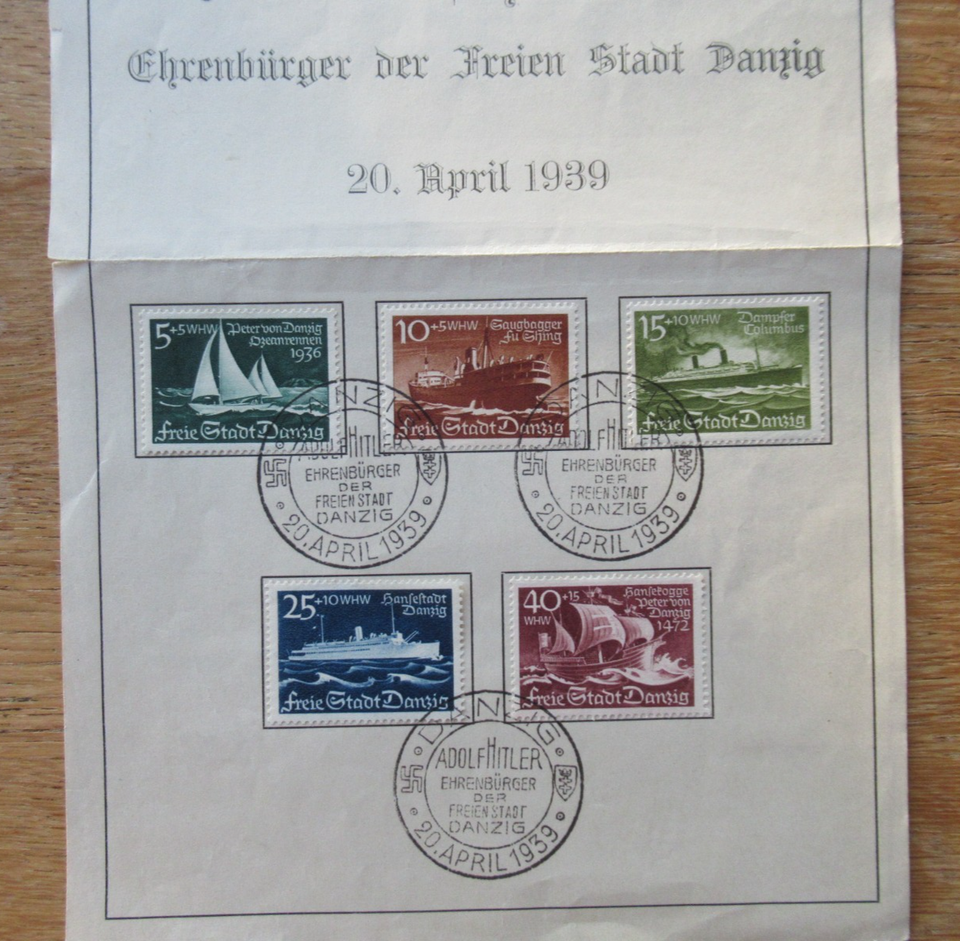 Ehrenbürger der Freien Stadt Danzig
20. April 1939
5+5 WHW Peter von Danzig
Ozeanrennen
1936
Freie Stadt Danzig
10+5 WHW Saugbagger
Fu Shing
Freie Stadt Danzig
15+10 WHW Dampfer
Columbus
Freie Stadt Danzig
DANZIG
ADOLF HITLER
EHRENBÜRGER
DER
FREIEN STADT
DANZIG
20. APRIL 1939
DANZIG
ADOLF HITLER
EHRENBÜRGER
DER
FREIEN STADT
DANZIG
20. APRIL 1939
25+10 WHW Hansestadt
Danzig
Freie Stadt Danzig
40+15 Hansekogge
WHW Peter von
Danzig
1472
Freie Stadt Danzig
DANZIG
ADOLF HITLER
EHRENBÜRGER
DER
FREIEN STADT
DANZIG
20. APRIL 1939